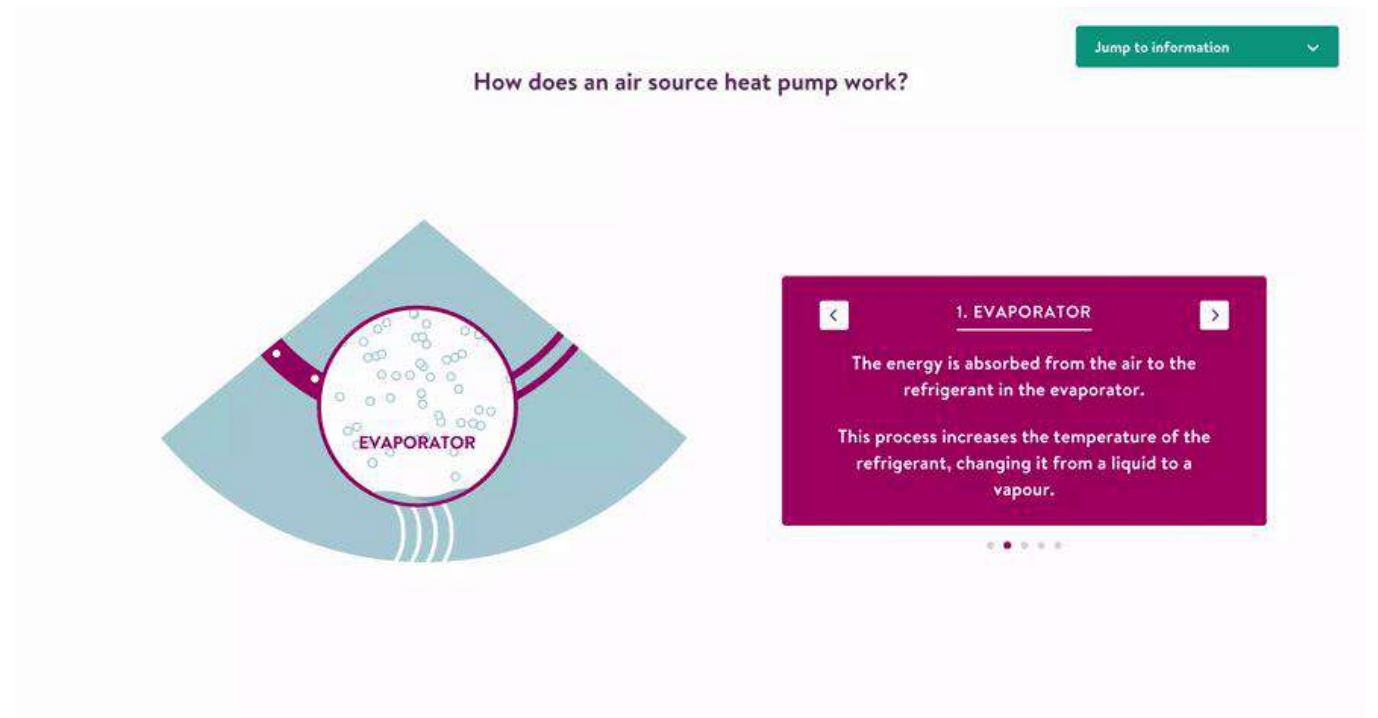 Jump to information
How does an air source heat pump work?
EVAPORATOR
1. EVAPORATOR
The energy is absorbed from the air to the
refrigerant in the evaporator.
This process increases the temperature of the
refrigerant, changing it from a liquid to a
vapour.